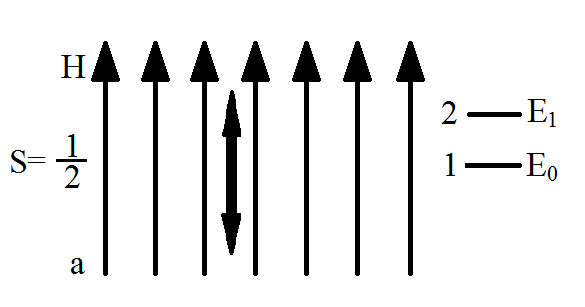 H
S= 1/2
a
2 E₁
1 E₀